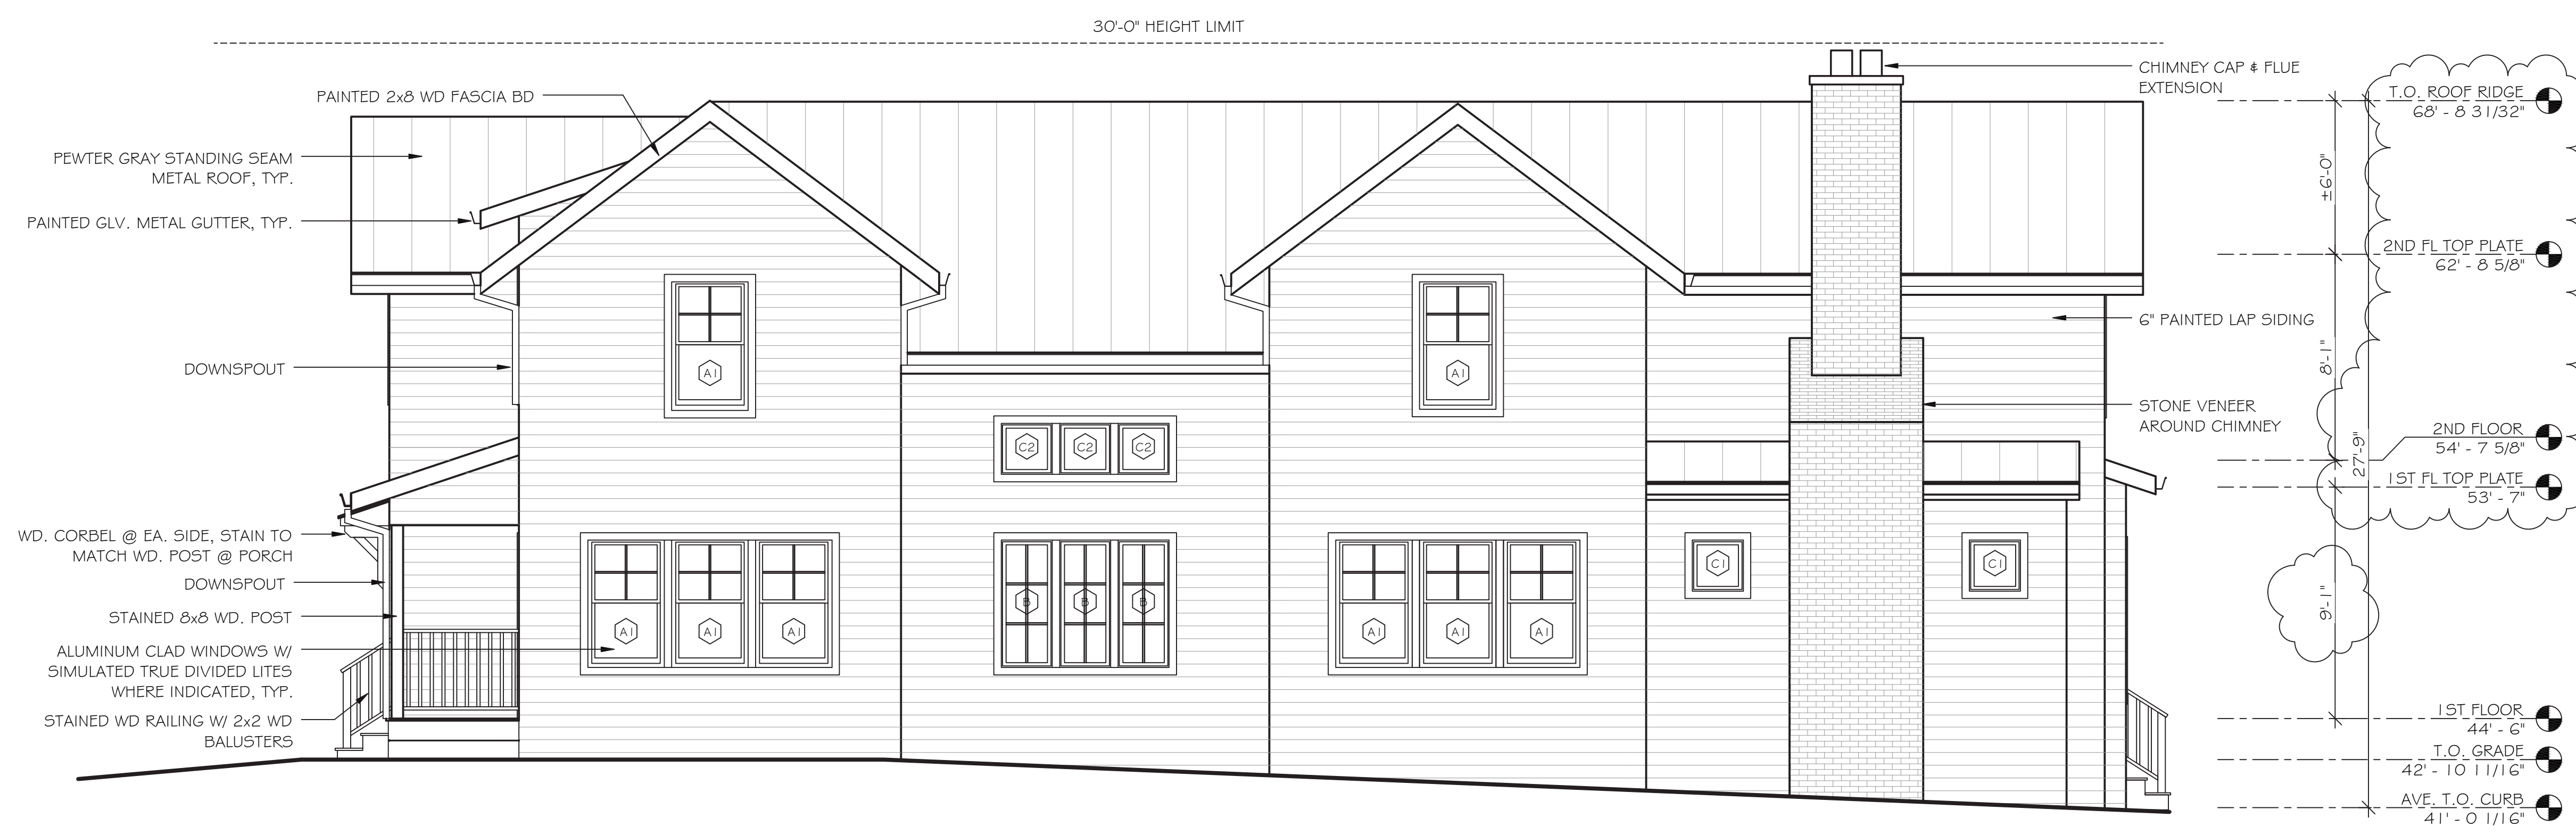 30'-0" HEIGHT LIMIT
PAINTED 2x8 WD FASCIA BD
PEWTER GRAY STANDING SEAM
METAL ROOF, TYP.
PAINTED GLV. METAL GUTTER, TYP.
DOWNSPOUT
WD. CORBEL @ EA. SIDE, STAIN TO
MATCH WD. POST @ PORCH
DOWNSPOUT
STAINED 8x8 WD. POST
ALUMINUM CLAD WINDOWS W/
SIMULATED TRUE DIVIDED LITES
WHERE INDICATED, TYP.
STAINED WD RAILING W/ 2x2 WD
BALUSTERS
A1
A1
C2 C2 C2
A1 A1 A1
B B B
A1 A1 A1
C1
C1
CHIMNEY CAP & FLUE
EXTENSION
6" PAINTED LAP SIDING
STONE VENEER
AROUND CHIMNEY
±6'-0"
8'-1"
27'-9"
9'-1"
T.O. ROOF RIDGE
68' - 8 31/32"
2ND FL TOP PLATE
62' - 8 5/8"
2ND FLOOR
54' - 7 5/8"
1ST FL TOP PLATE
53' - 7"
1ST FLOOR
44' - 6"
T.O. GRADE
42' - 10 11/16"
AVE. T.O. CURB
41' - 0 1/16"